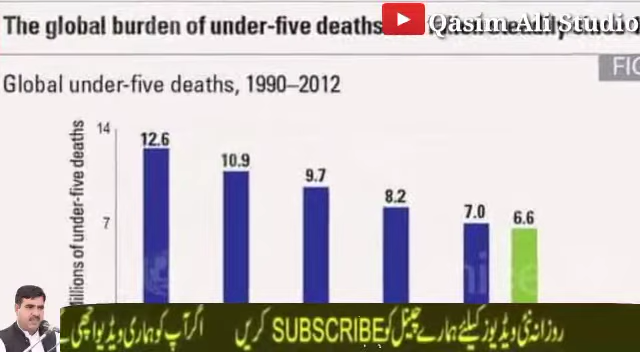 The global burden of under-five deaths
Qasim Ali Studio
FIG
Global under-five deaths, 1990–2012
Millions of under-five deaths
14
12.6
10.9
9.7
8.2
7
7.0
6.6
روزانہ نئی ویڈیوز کیلئے ہمارے چینل کو SUBSCRIBE کریں اگر آپ کو ہماری ویڈیو اچھی